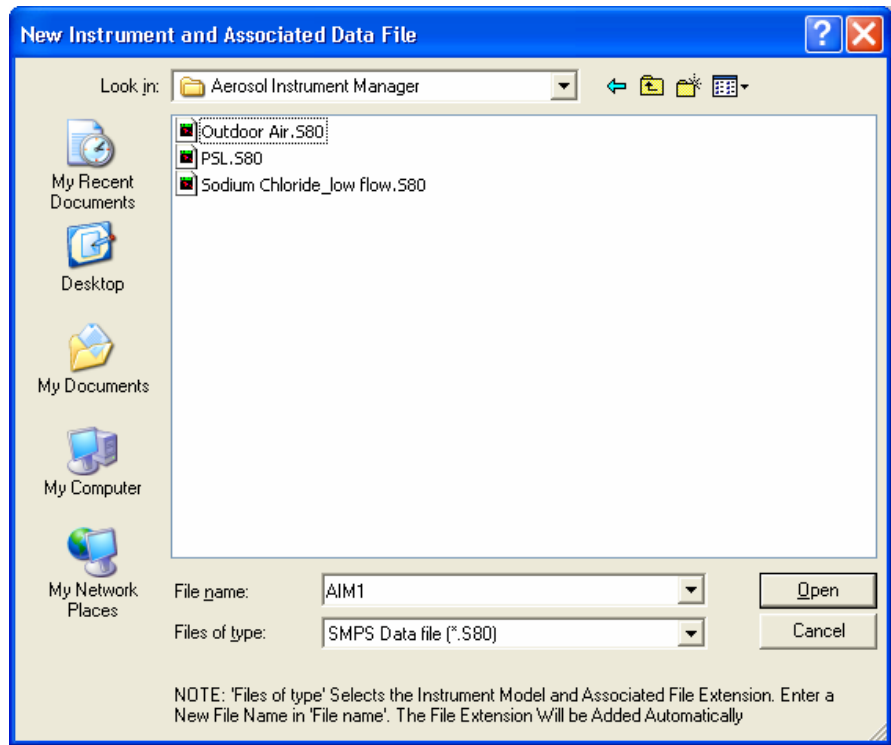 New Instrument and Associated Data File
Look in:
Aerosol Instrument Manager
Outdoor Air.S80
PSL.S80
Sodium Chloride_low flow.S80
My Recent
Documents
Desktop
My Documents
My Computer
My Network
Places
File name:
AIM1
Open
Files of type:
SMPS Data file (*.S80)
Cancel
NOTE: 'Files of type' Selects the Instrument Model and Associated File Extension. Enter a
New File Name in 'File name'. The File Extension Will be Added Automatically